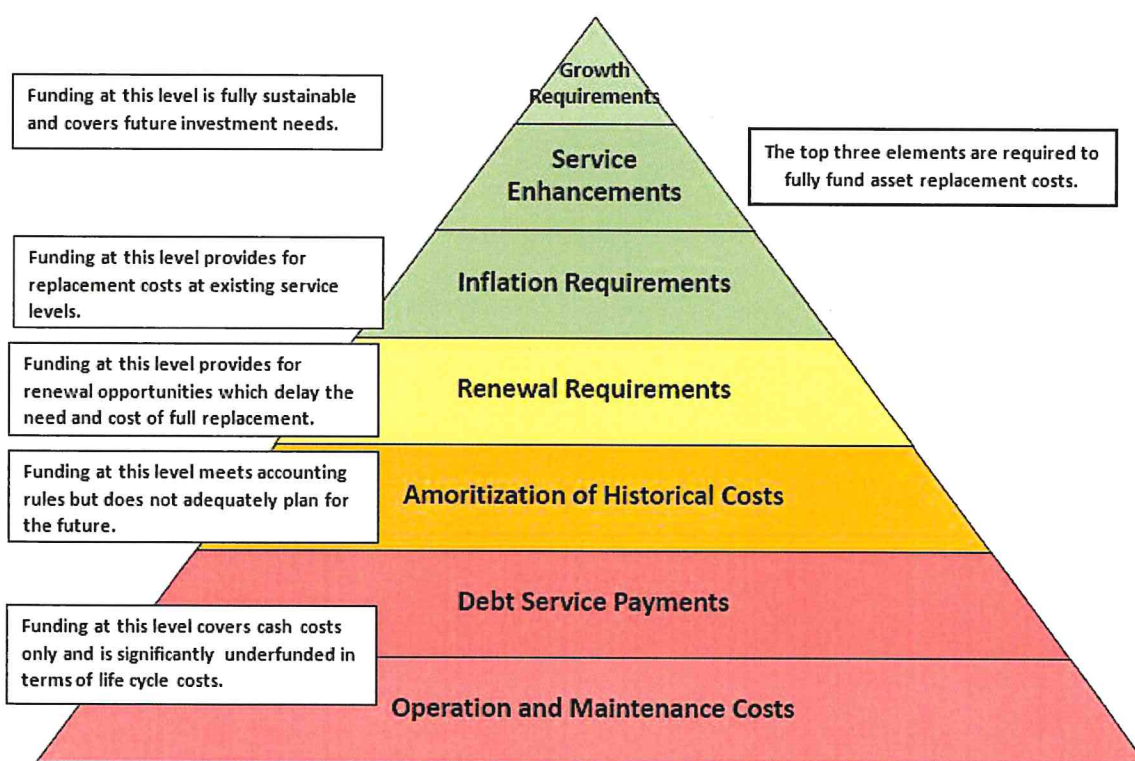 Growth
Requirements
Funding at this level is fully sustainable
and covers future investment needs.
The top three elements are required to
fully fund asset replacement costs.
Service
Enhancements
Funding at this level provides for
replacement costs at existing service
levels.
Inflation Requirements
Funding at this level provides for
renewal opportunities which delay the
need and cost of full replacement.
Renewal Requirements
Funding at this level meets accounting
rules but does not adequately plan for
the future.
Amoritization of Historical Costs
Debt Service Payments
Funding at this level covers cash costs
only and is significantly underfunded in
terms of life cycle costs.
Operation and Maintenance Costs